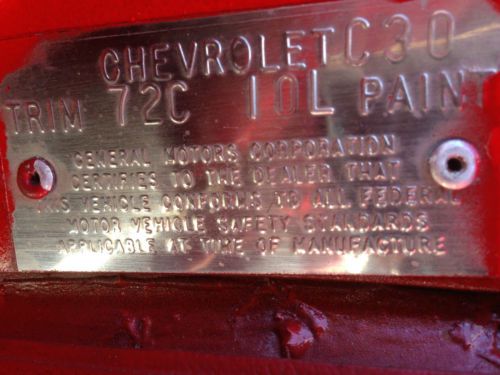 CHEVROLET C30
TRIM 72C 10L PAINT
GENERAL MOTORS CORPORATION
CERTIFIES TO THE DEALER THAT
THIS VEHICLE CONFORMS TO ALL FEDERAL
MOTOR VEHICLE SAFETY STANDARDS
APPLICABLE AT TIME OF MANUFACTURE